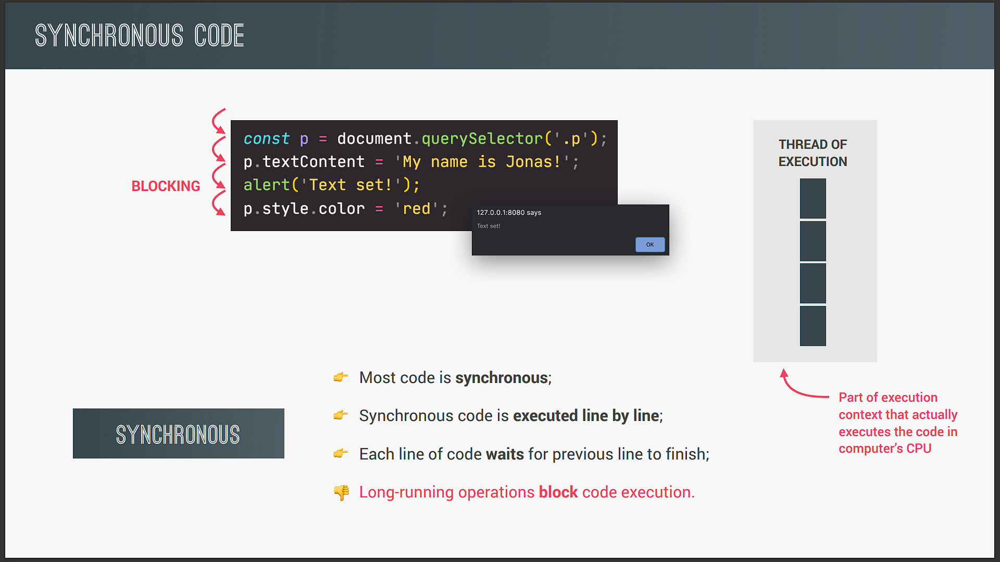 SYNCHRONOUS CODE
const p = document.querySelector('.p');
p.textContent = 'My name is Jonas!';
alert('Text set!');
p.style.color = 'red';
BLOCKING
127.0.0.1:8080 says
Text set!
OK
THREAD OF
EXECUTION
Part of execution
context that actually
executes the code in
computer’s CPU
SYNCHRONOUS
👉 Most code is synchronous;
👉 Synchronous code is executed line by line;
👉 Each line of code waits for previous line to finish;
👎 Long-running operations block code execution.